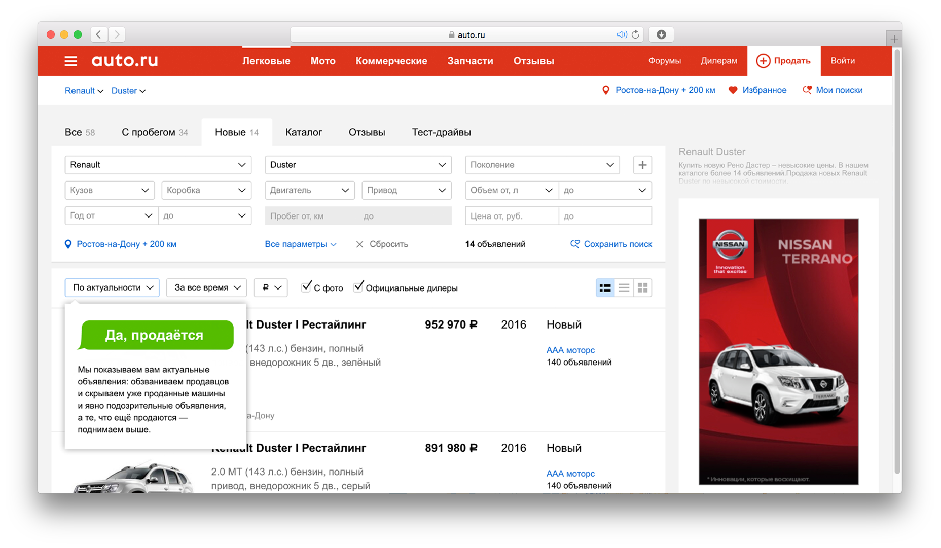 auto.ru
auto.ru
Легковые
Мото
Коммерческие
Запчасти
Отзывы
Форумы
Дилерам
Продать
Войти
Renault
Duster
Ростов-на-Дону + 200 км
Избранное
Мои поиски
Все 58
С пробегом 34
Новые 14
Каталог
Отзывы
Тест-драйвы
Renault
Duster
Поколение
Кузов
Коробка
Двигатель
Привод
Объем от, л
до
Год от
до
Пробег от, км
до
Цена от, руб.
до
Ростов-на-Дону + 200 км
Все параметры
Сбросить
14 объявлений
Сохранить поиск
По актуальности
За все время
₽
С фото
Официальные дилеры
Да, продаётся
Мы показываем вам актуальные
объявления: обзваниваем продавцов
и скрываем уже проданные машины
и явно подозрительные объявления,
а те, что ещё продаются —
поднимаем выше.
Duster I Рестайлинг
952 970 ₽
2016
Новый
(143 л.с.) бензин, полный
внедорожник 5 дв., зелёный
ААА моторс
140 объявлений
а-Дону
Renault Duster I Рестайлинг
891 980 ₽
2016
Новый
2.0 MT (143 л.с.) бензин, полный
привод, внедорожник 5 дв., серый
ААА моторс
140 объявлений
Renault Duster
Купить новую Рено Дастер – невысокие цены. В нашем
каталоге более 14 объявлений.Продажа новых Renault
Duster по невысокой стоимости.
NISSAN
Innovation
that excites
NISSAN
TERRANO
* Инновации, которые восхищают.